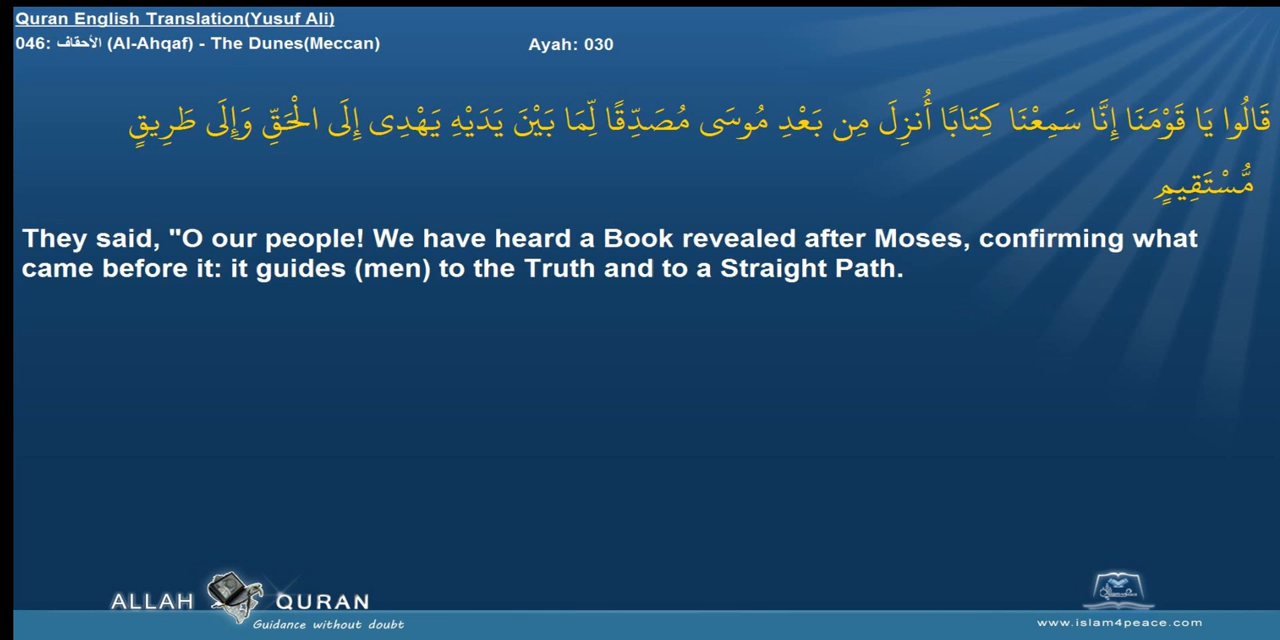 Quran English Translation(Yusuf Ali)
046: الأحقاف (Al-Ahqaf) - The Dunes(Meccan) Ayah: 030
قَالُوا يَا قَوْمَنَا إِنَّا سَمِعْنَا كِتَابًا أُنزِلَ مِن بَعْدِ مُوسَى مُصَدِّقًا لِّمَا بَيْنَ يَدَيْهِ يَهْدِى إِلَى الْحَقِّ وَإِلَى طَرِيقٍ
مُّسْتَقِيمٍ
They said, "O our people! We have heard a Book revealed after Moses, confirming what
came before it: it guides (men) to the Truth and to a Straight Path.
ALLAH QURAN
Guidance without doubt
www.islam4peace.com